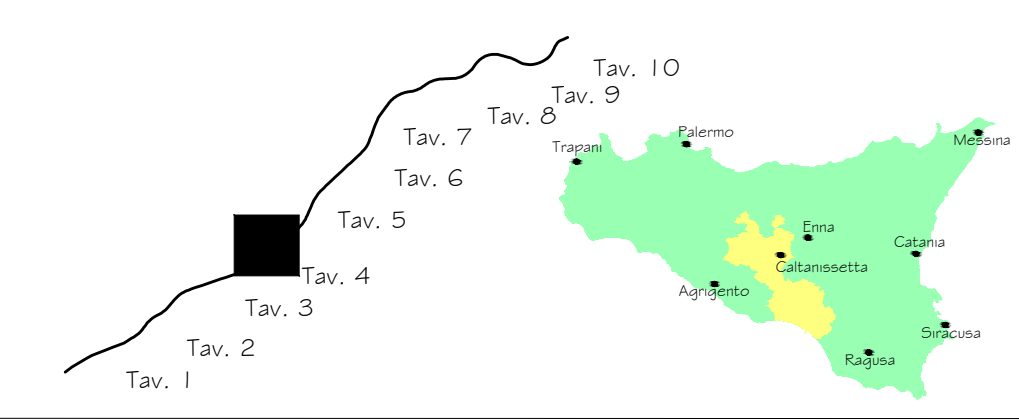 Tav. 10
Tav. 9
Tav. 8
Tav. 7
Tav. 6
Tav. 5
Tav. 4
Tav. 3
Tav. 2
Tav. 1
Palermo
Messina
Trapani
Enna
Catania
Caltanissetta
Agrigento
Siracusa
Ragusa